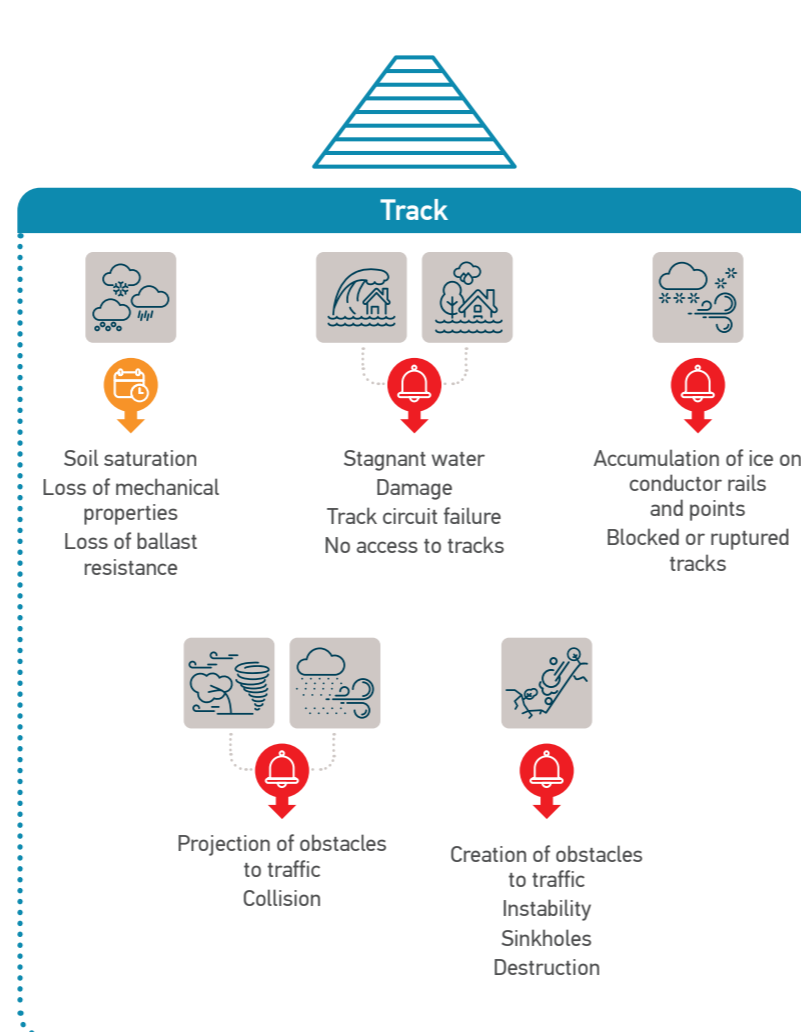 Track
Soil saturation
Loss of mechanical
properties
Loss of ballast
resistance
Stagnant water
Damage
Track circuit failure
No access to tracks
Accumulation of ice on
conductor rails
and points
Blocked or ruptured
tracks
Projection of obstacles
to traffic
Collision
Creation of obstacles
to traffic
Instability
Sinkholes
Destruction